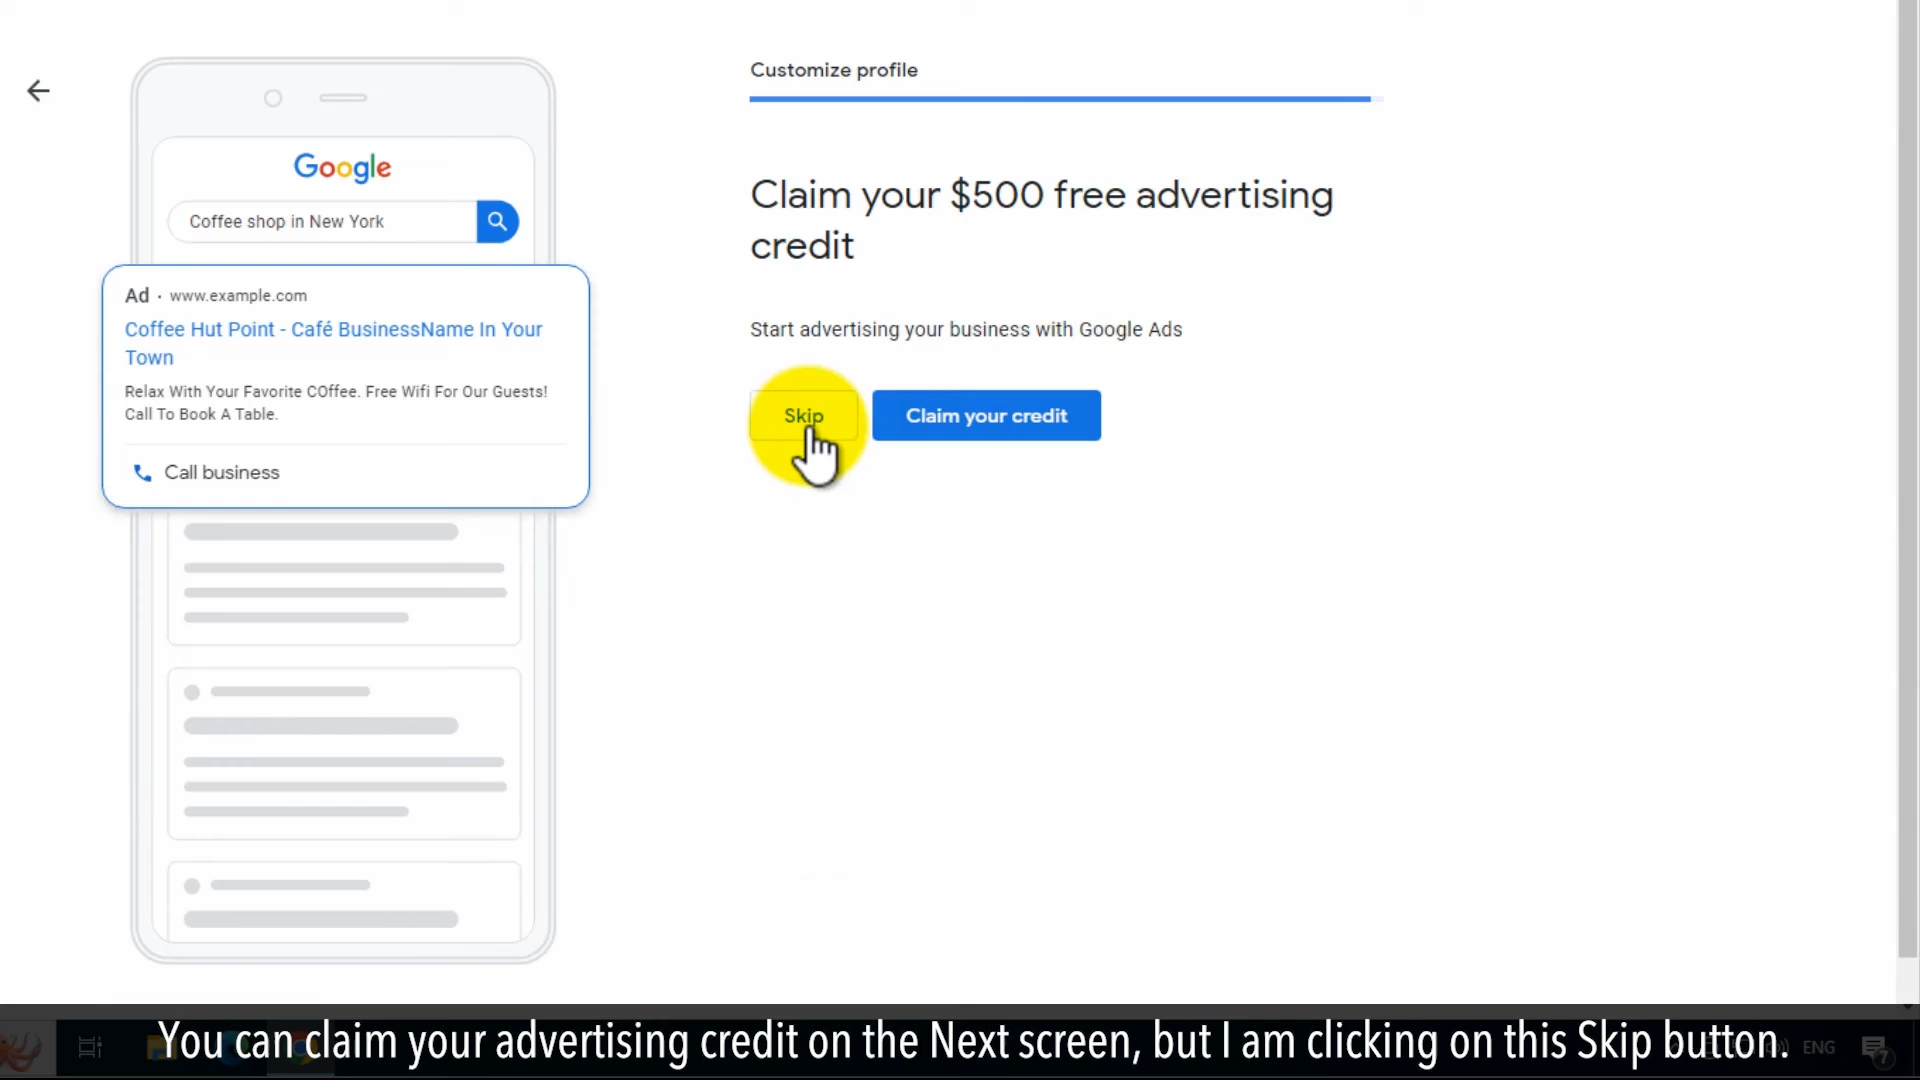 Customize profile
Google
Coffee shop in New York
Claim your $500 free advertising
credit
Ad · www.example.com
Coffee Hut Point - Café BusinessName In Your
Town
Relax With Your Favorite COffee. Free Wifi For Our Guests!
Call To Book A Table.
Call business
Start advertising your business with Google Ads
Skip
Claim your credit
You can claim your advertising credit on the Next screen, but I am clicking on this Skip button.
ENG
7